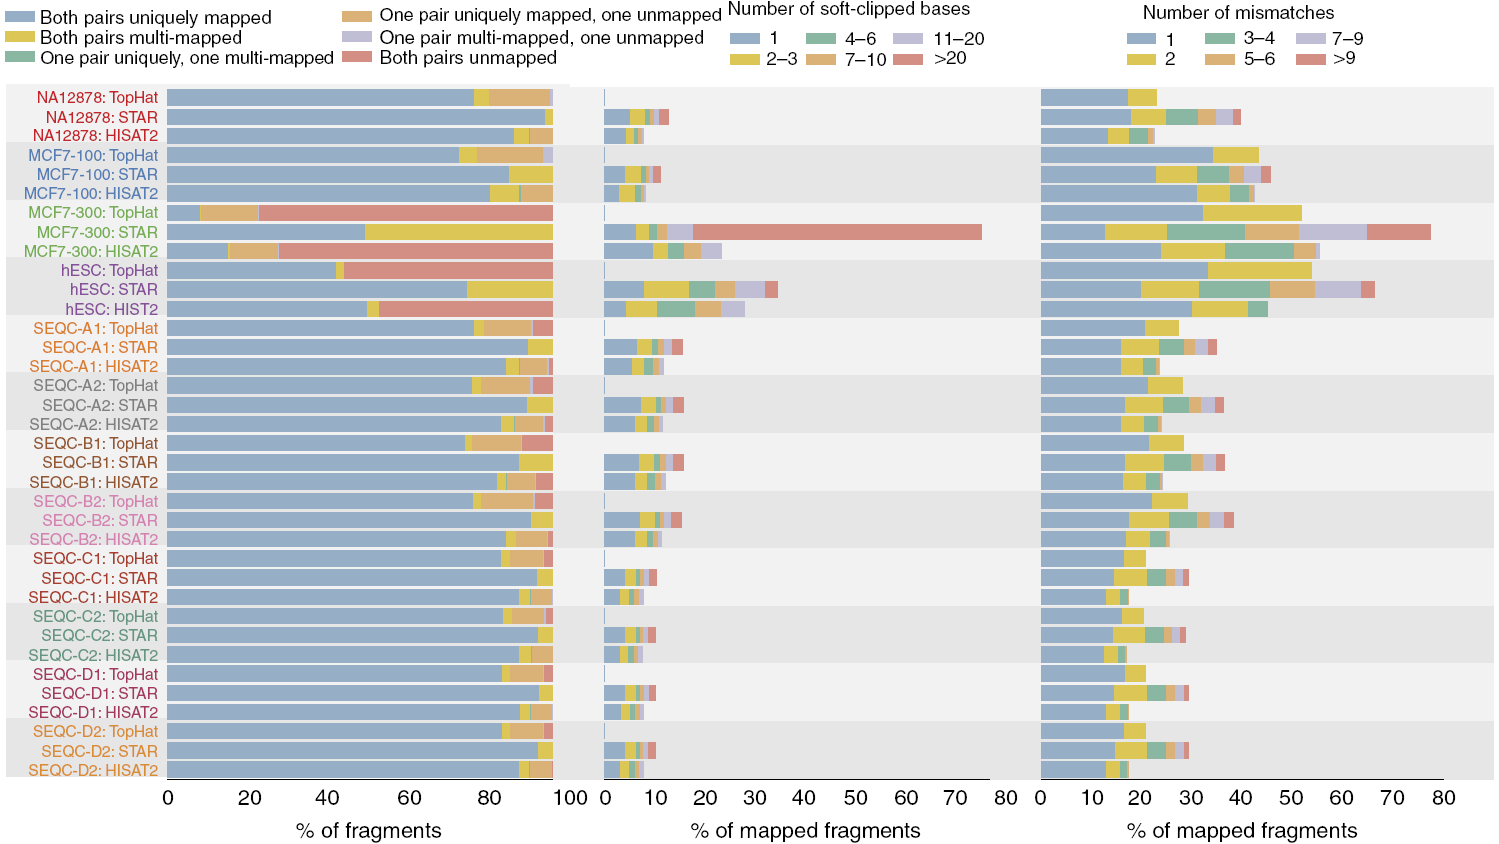 Both pairs uniquely mapped
Both pairs multi-mapped
One pair uniquely, one multi-mapped
One pair uniquely mapped, one unmapped
One pair multi-mapped, one unmapped
Both pairs unmapped
Number of soft-clipped bases
1 4–6 11–20
2–3 7–10 >20
Number of mismatches
1 3–4 7–9
2 5–6 >9
NA12878: TopHat
NA12878: STAR
NA12878: HISAT2
MCF7-100: TopHat
MCF7-100: STAR
MCF7-100: HISAT2
MCF7-300: TopHat
MCF7-300: STAR
MCF7-300: HISAT2
hESC: TopHat
hESC: STAR
hESC: HIST2
SEQC-A1: TopHat
SEQC-A1: STAR
SEQC-A1: HISAT2
SEQC-A2: TopHat
SEQC-A2: STAR
SEQC-A2: HISAT2
SEQC-B1: TopHat
SEQC-B1: STAR
SEQC-B1: HISAT2
SEQC-B2: TopHat
SEQC-B2: STAR
SEQC-B2: HISAT2
SEQC-C1: TopHat
SEQC-C1: STAR
SEQC-C1: HISAT2
SEQC-C2: TopHat
SEQC-C2: STAR
SEQC-C2: HISAT2
SEQC-D1: TopHat
SEQC-D1: STAR
SEQC-D1: HISAT2
SEQC-D2: TopHat
SEQC-D2: STAR
SEQC-D2: HISAT2
0 20 40 60 80 100
% of fragments
0 10 20 30 40 50 60 70 80
% of mapped fragments
0 10 20 30 40 50 60 70 80
% of mapped fragments